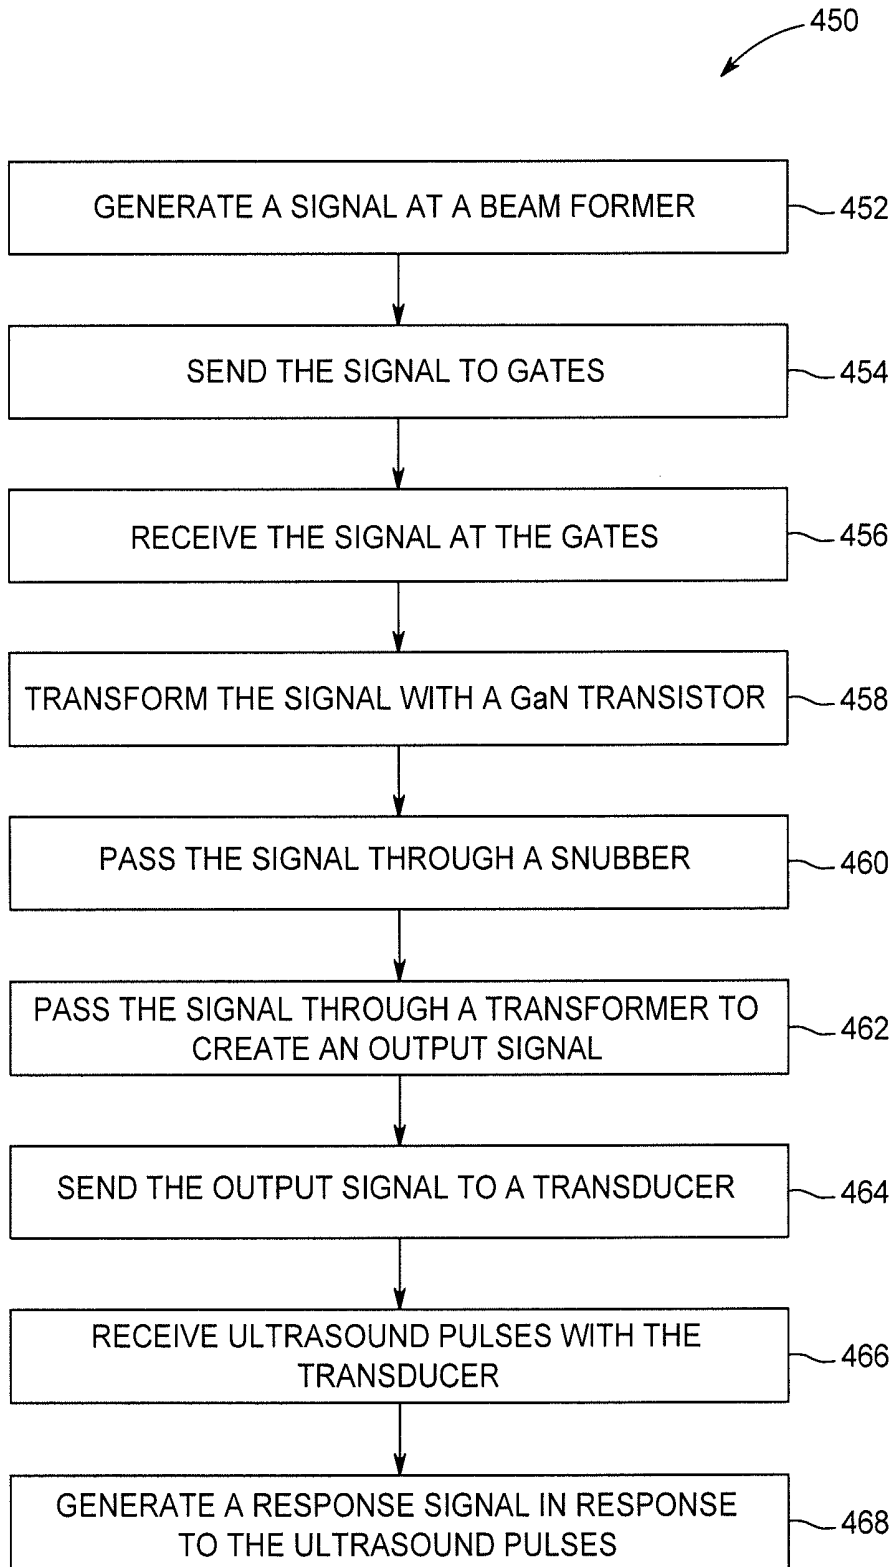 450
GENERATE A SIGNAL AT A BEAM FORMER
452
SEND THE SIGNAL TO GATES
454
RECEIVE THE SIGNAL AT THE GATES
456
TRANSFORM THE SIGNAL WITH A GaN TRANSISTOR
458
PASS THE SIGNAL THROUGH A SNUBBER
460
PASS THE SIGNAL THROUGH A TRANSFORMER TO
CREATE AN OUTPUT SIGNAL
462
SEND THE OUTPUT SIGNAL TO A TRANSDUCER
464
RECEIVE ULTRASOUND PULSES WITH THE
TRANSDUCER
466
GENERATE A RESPONSE SIGNAL IN RESPONSE
TO THE ULTRASOUND PULSES
468